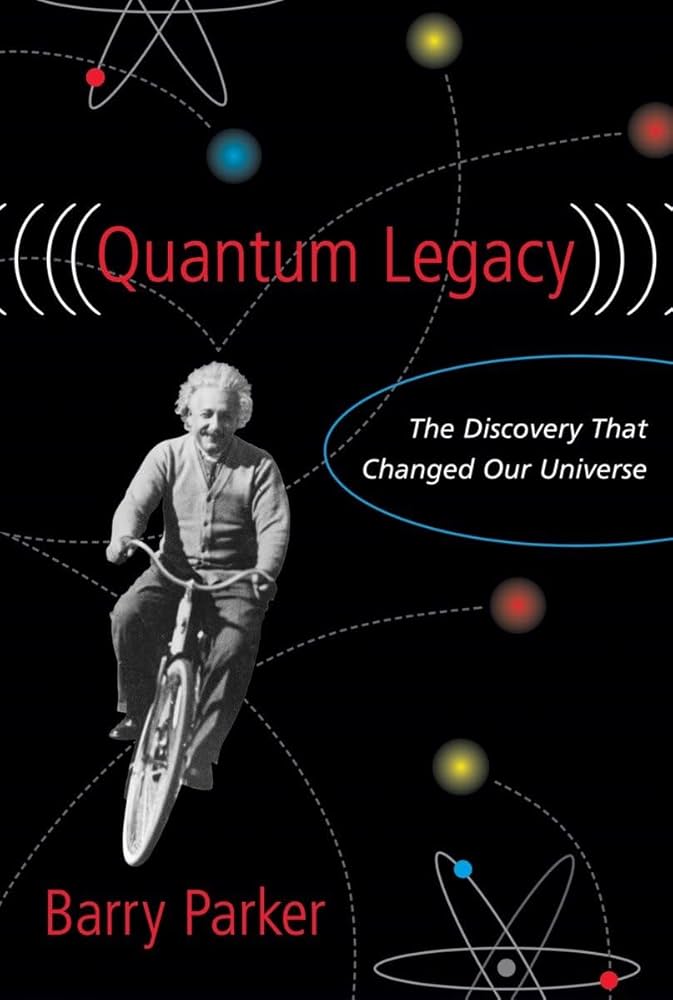 Quantum Legacy
The Discovery That
Changed Our Universe
Barry Parker